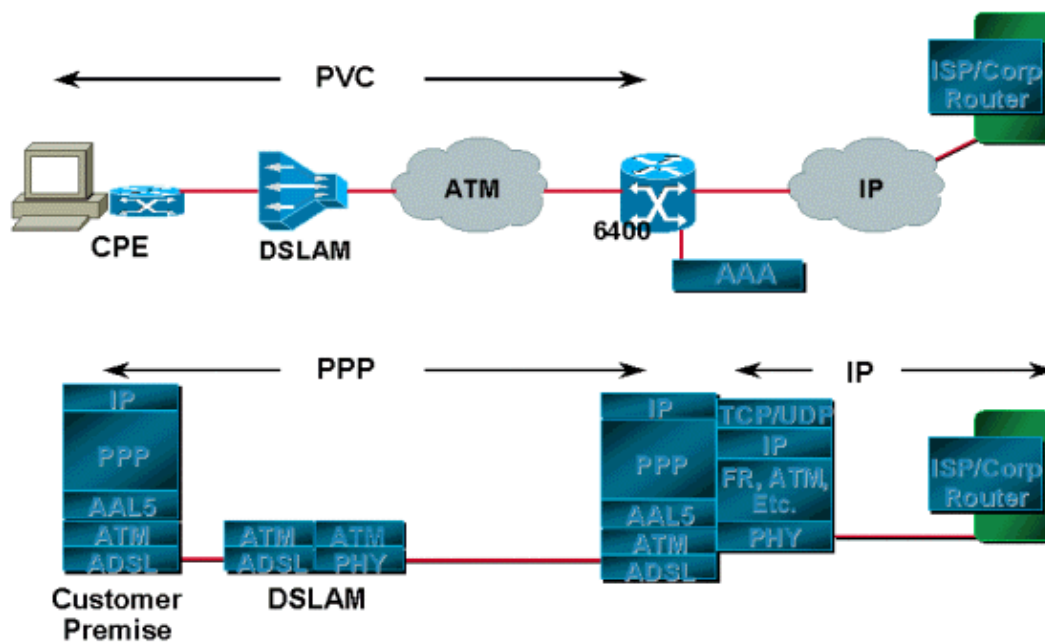 PVC
ISP/Corp
Router
CPE
DSLAM
ATM
6400
IP
AAA
PPP
IP
IP
PPP
AAL5
ATM
ADSL
ATM
ATM
ADSL
PHY
IP
PPP
AAL5
ATM
ADSL
TCP/UDP
IP
FR, ATM,
Etc.
PHY
ISP/Corp
Router
Customer
Premise
DSLAM